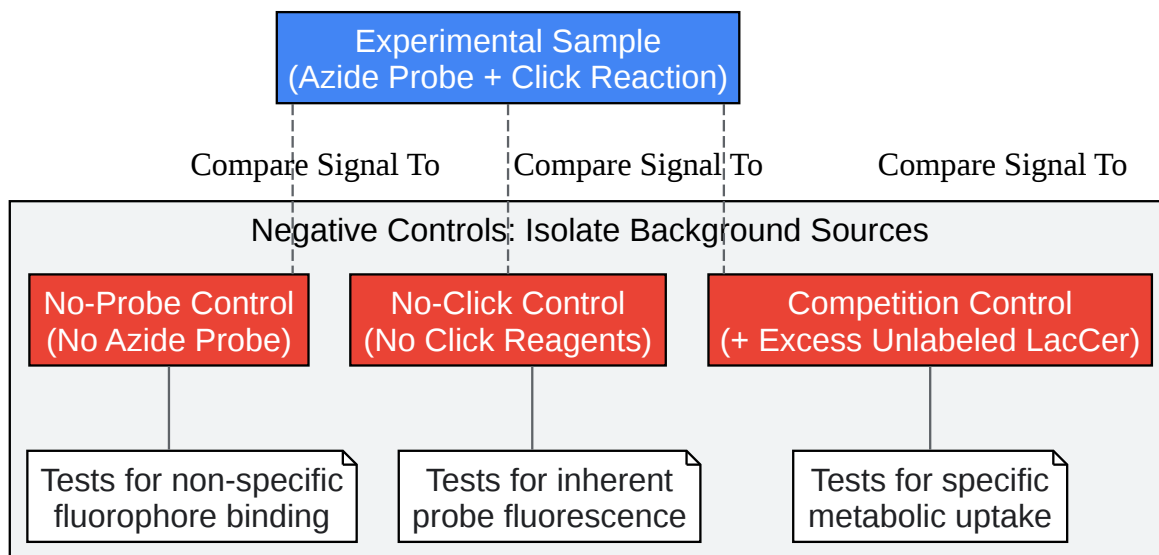 Experimental Sample
(Azide Probe + Click Reaction)
Compare Signal To
Compare Signal To
Compare Signal To
Negative Controls: Isolate Background Sources
No-Probe Control
(No Azide Probe)
No-Click Control
(No Click Reagents)
Competition Control
(+ Excess Unlabeled LacCer)
Tests for non-specific
fluorophore binding
Tests for inherent
probe fluorescence
Tests for specific
metabolic uptake